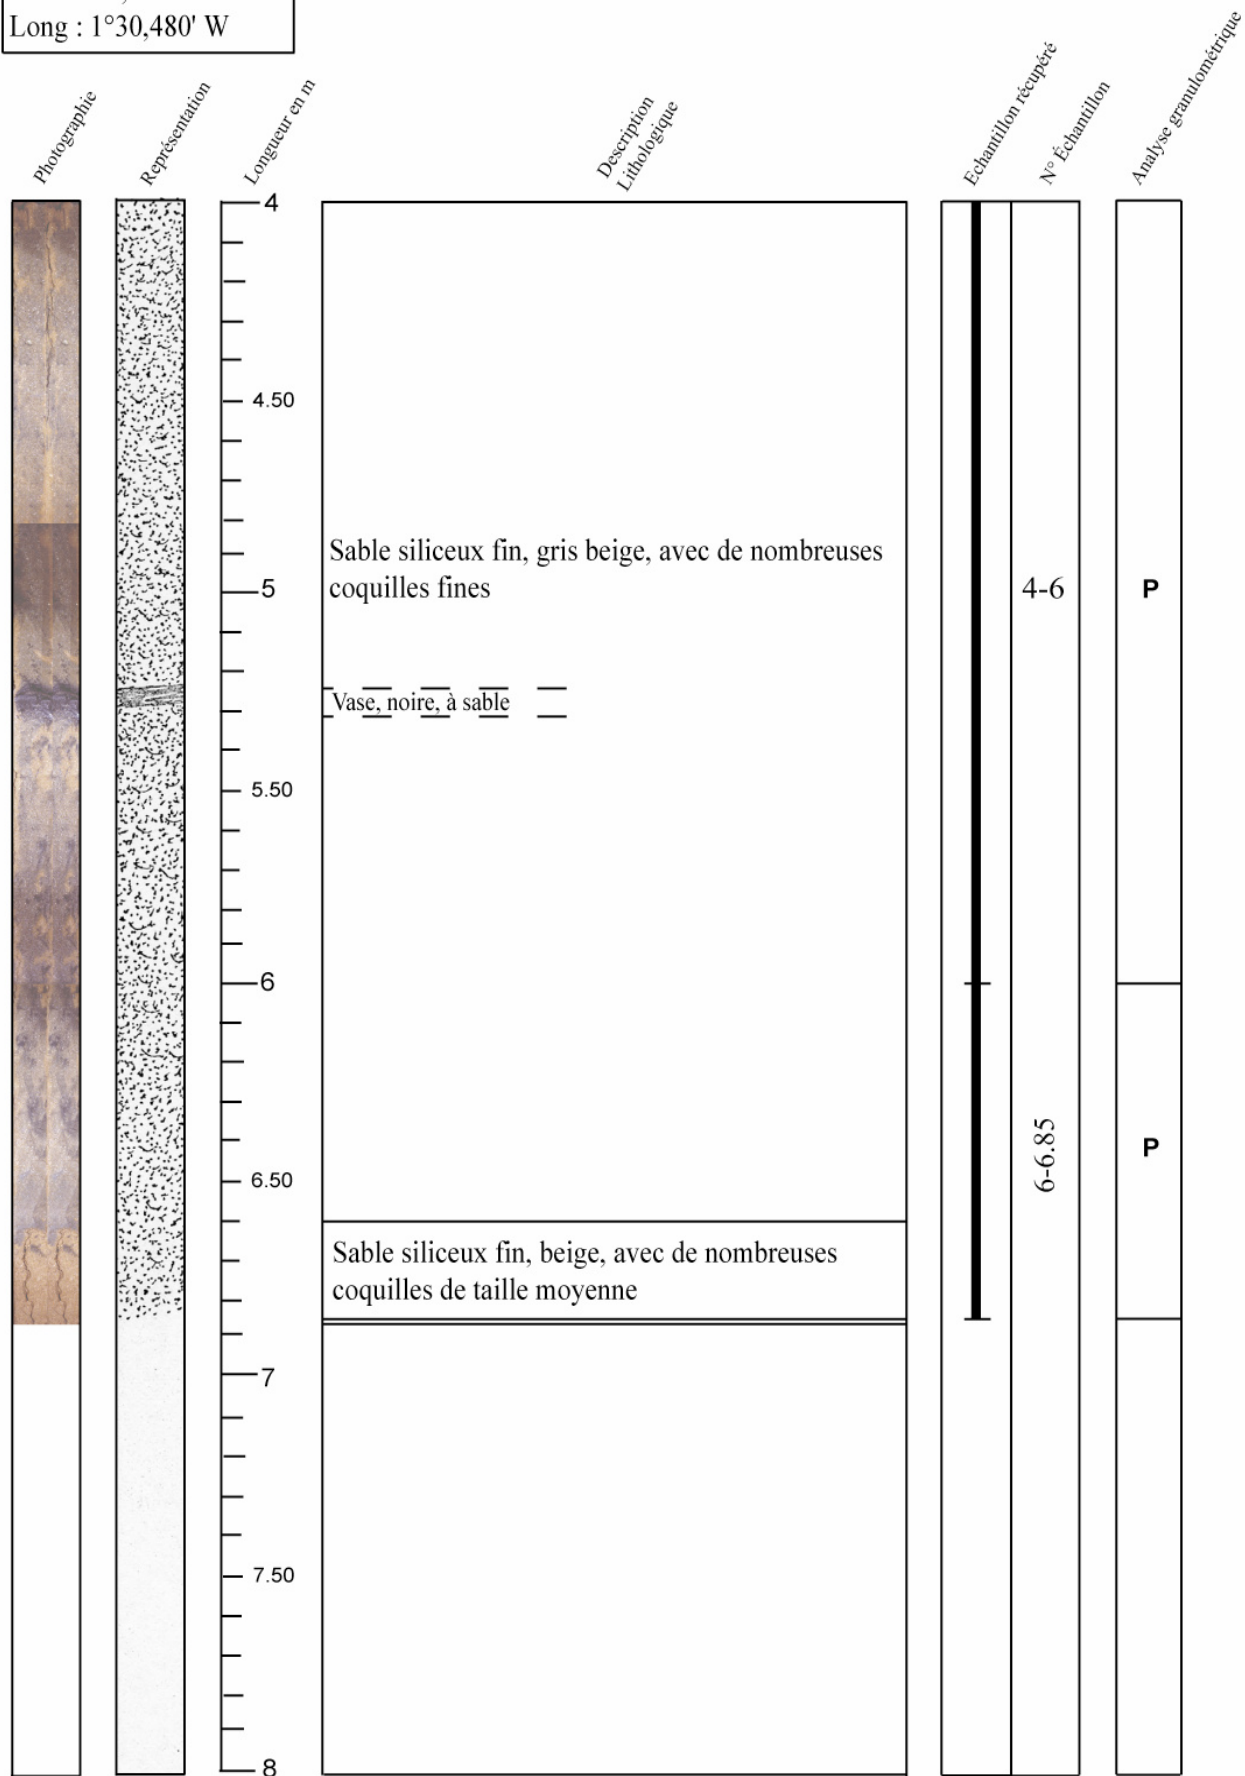 Long : 1°30,480' W
Photographie
Représentation
Longueur en m
Description
Lithologique
Echantillon récupéré
N° Échantillon
Analyse granulométrique
4
4.50
Sable siliceux fin, gris beige, avec de nombreuses
coquilles fines
5
4-6
P
Vase, noire, à sable
5.50
6
6-6.85
P
6.50
Sable siliceux fin, beige, avec de nombreuses
coquilles de taille moyenne
7
7.50
8